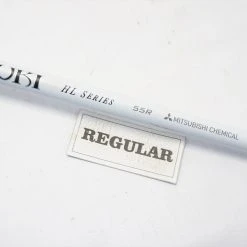 HL SERIES 55R MITSUBISHI CHEMICAL
REGULAR